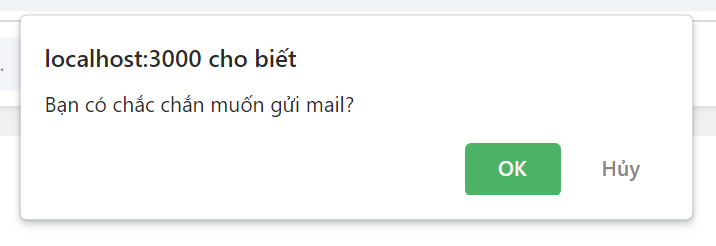 localhost:3000 cho biết
Bạn có chắc chắn muốn gửi mail?
OK
Hủy